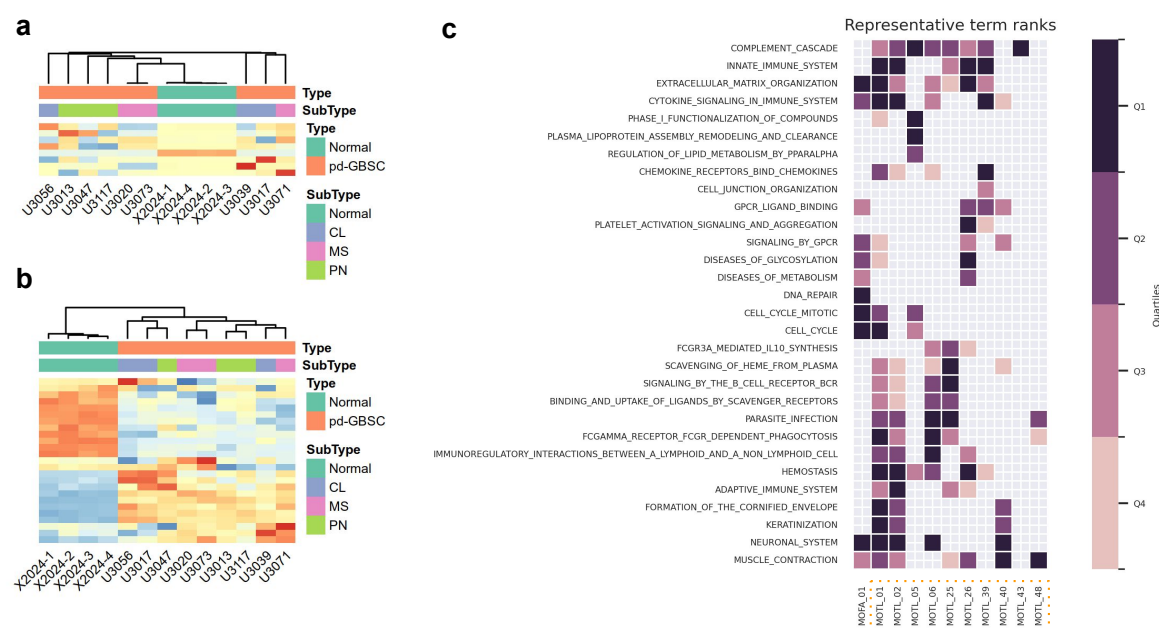 a
Type
SubType
Type
Normal
pd-GBSC
SubType
Normal
CL
MS
PN
U3056
U3013
U3047
U3117
U3020
U3073
X2024-1
X2024-4
X2024-2
X2024-3
U3039
U3017
U3071
b
Type
SubType
Type
Normal
pd-GBSC
SubType
Normal
CL
MS
PN
X2024-1
X2024-2
X2024-3
X2024-4
U3056
U3017
U3047
U3020
U3073
U3013
U3117
U3039
U3071
c
Representative term ranks
COMPLEMENT_CASCADE
INNATE_IMMUNE_SYSTEM
EXTRACELLULAR_MATRIX_ORGANIZATION
CYTOKINE_SIGNALING_IN_IMMUNE_SYSTEM
PHASE_I_FUNCTIONALIZATION_OF_COMPOUNDS
PLASMA_LIPOPROTEIN_ASSEMBLY_REMODELING_AND_CLEARANCE
REGULATION_OF_LIPID_METABOLISM_BY_PPARALPHA
CHEMOKINE_RECEPTORS_BIND_CHEMOKINES
CELL_JUNCTION_ORGANIZATION
GPCR_LIGAND_BINDING
PLATELET_ACTIVATION_SIGNALING_AND_AGGREGATION
SIGNALING_BY_GPCR
DISEASES_OF_GLYCOSYLATION
DISEASES_OF_METABOLISM
DNA_REPAIR
CELL_CYCLE_MITOTIC
CELL_CYCLE
FCGR3A_MEDIATED_IL10_SYNTHESIS
SCAVENGING_OF_HEME_FROM_PLASMA
SIGNALING_BY_THE_B_CELL_RECEPTOR_BCR
BINDING_AND_UPTAKE_OF_LIGANDS_BY_SCAVENGER_RECEPTORS
PARASITE_INFECTION
FCGAMMA_RECEPTOR_FCGR_DEPENDENT_PHAGOCYTOSIS
IMMUNOREGULATORY_INTERACTIONS_BETWEEN_A_LYMPHOID_AND_A_NON_LYMPHOID_CELL
HEMOSTASIS
ADAPTIVE_IMMUNE_SYSTEM
FORMATION_OF_THE_CORNIFIED_ENVELOPE
KERATINIZATION
NEURONAL_SYSTEM
MUSCLE_CONTRACTION
MOFA_01
MOTL_01
MOTL_02
MOTL_05
MOTL_06
MOTL_25
MOTL_26
MOTL_39
MOTL_40
MOTL_43
MOTL_48
Q1
Q2
Q3
Q4
Quartiles